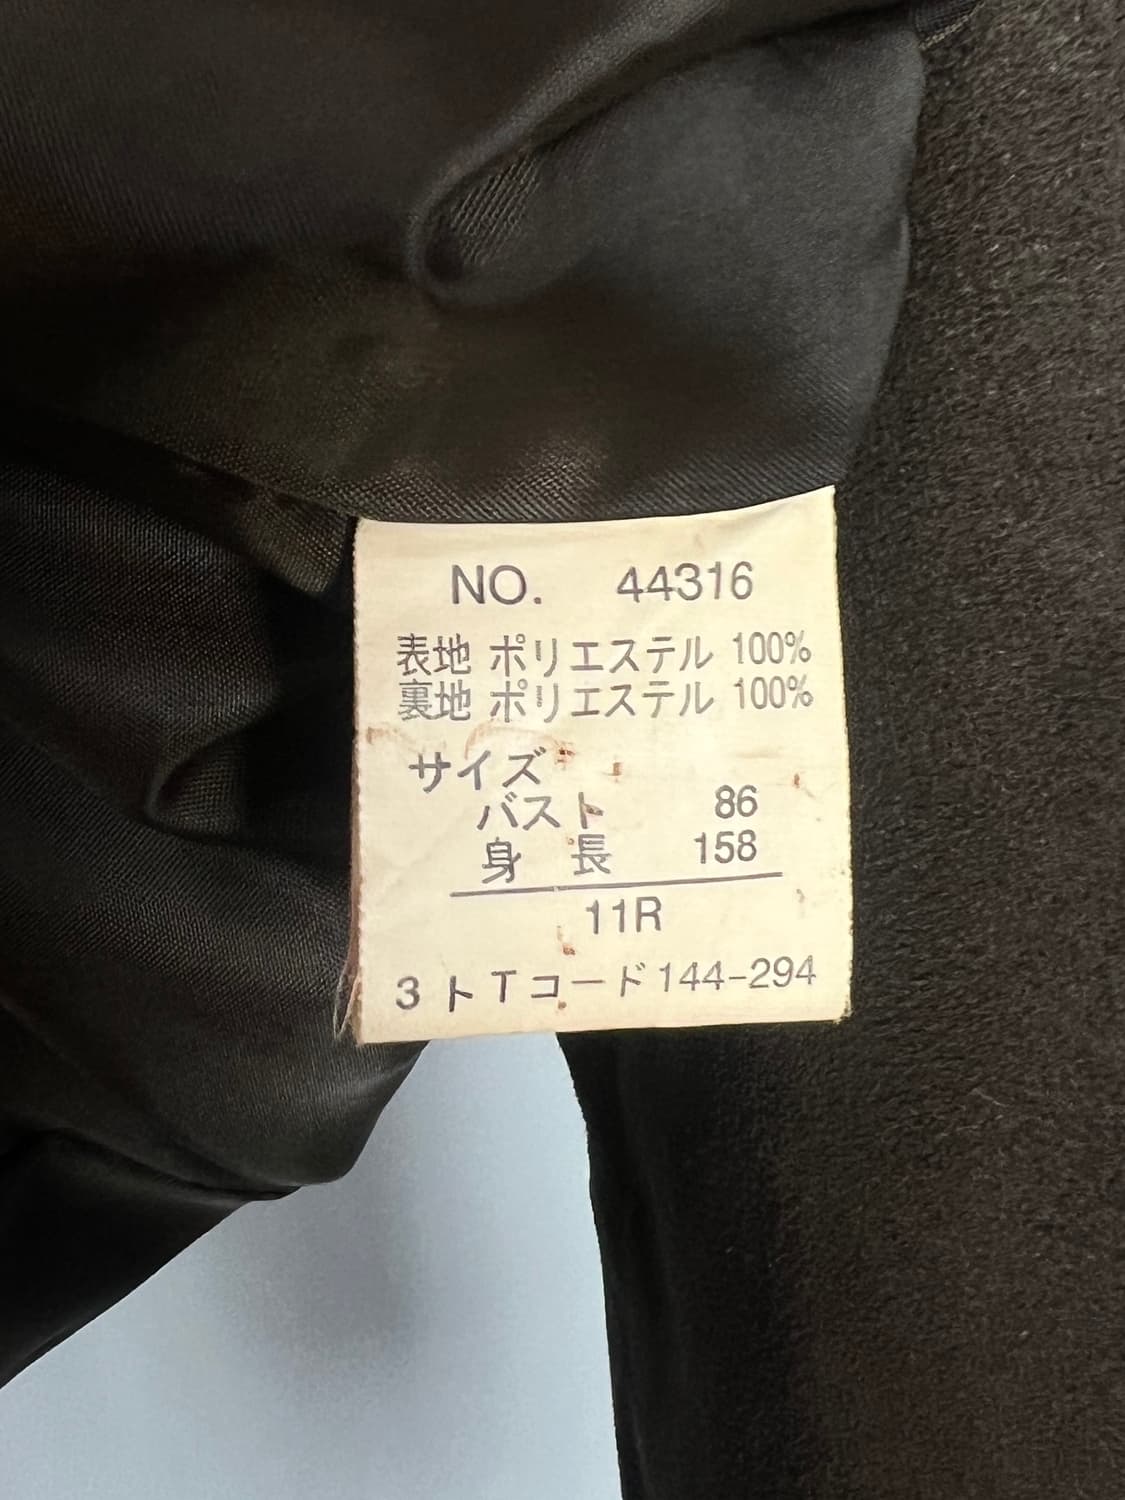 NO. 44316
表地 ポリエステル 100%
裏地 ポリエステル 100%
サイズ
バスト 86
身 長 158
11R
3 トTコード144-294